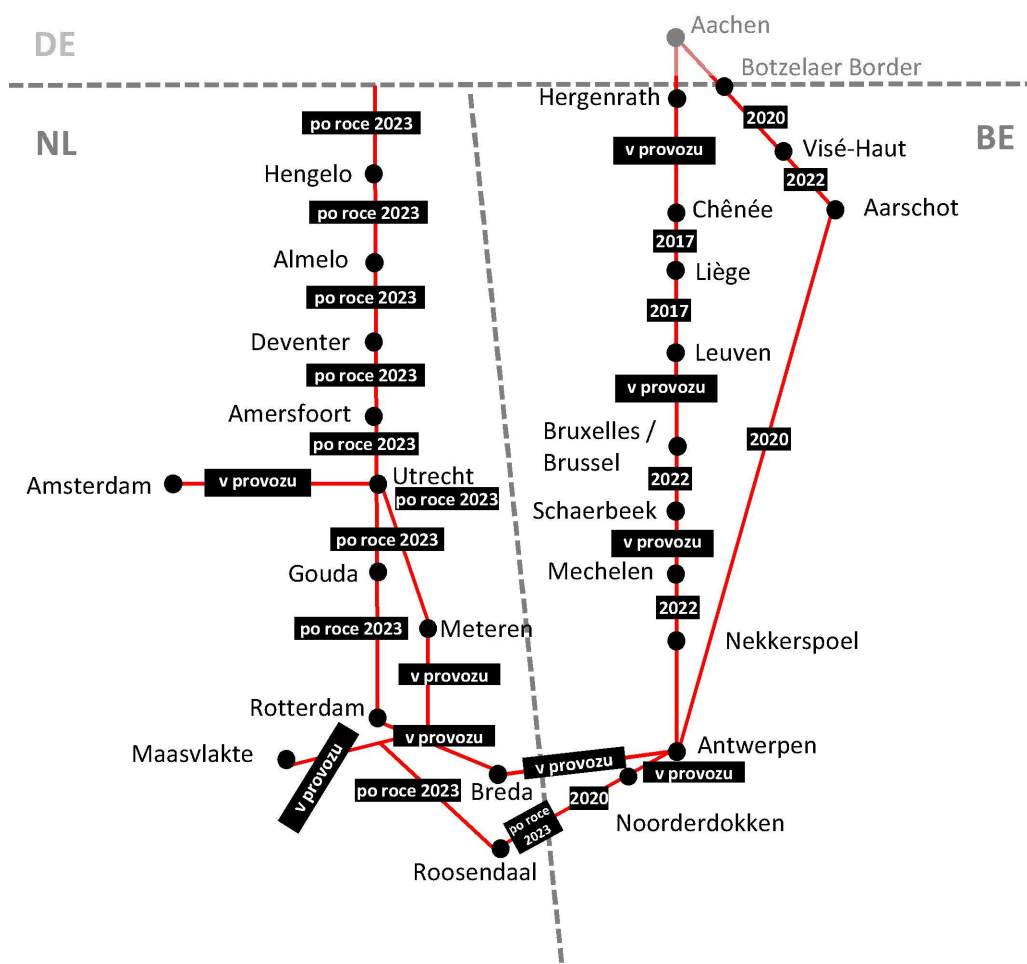 Aachen
DE
Botzelaer Border
Hergenrath
NL
po roce 2023
2020
BE
v provozu
Visé-Haut
Hengelo
2022
po roce 2023
Chênée
Aarschot
2017
Almelo
Liège
po roce 2023
2017
Deventer
Leuven
po roce 2023
v provozu
Amersfoort
Bruxelles /
Brussel
po roce 2023
2020
Utrecht
2022
Amsterdam
v provozu
po roce 2023
Schaerbeek
po roce 2023
v provozu
Gouda
Mechelen
2022
po roce 2023
Meteren
Nekkerspoel
v provozu
Rotterdam
v provozu
Maasvlakte
v provozu
Antwerpen
v provozu
v provozu
po roce 2023
Breda
2020
Noorderdokken
po roce
2023
Roosendaal